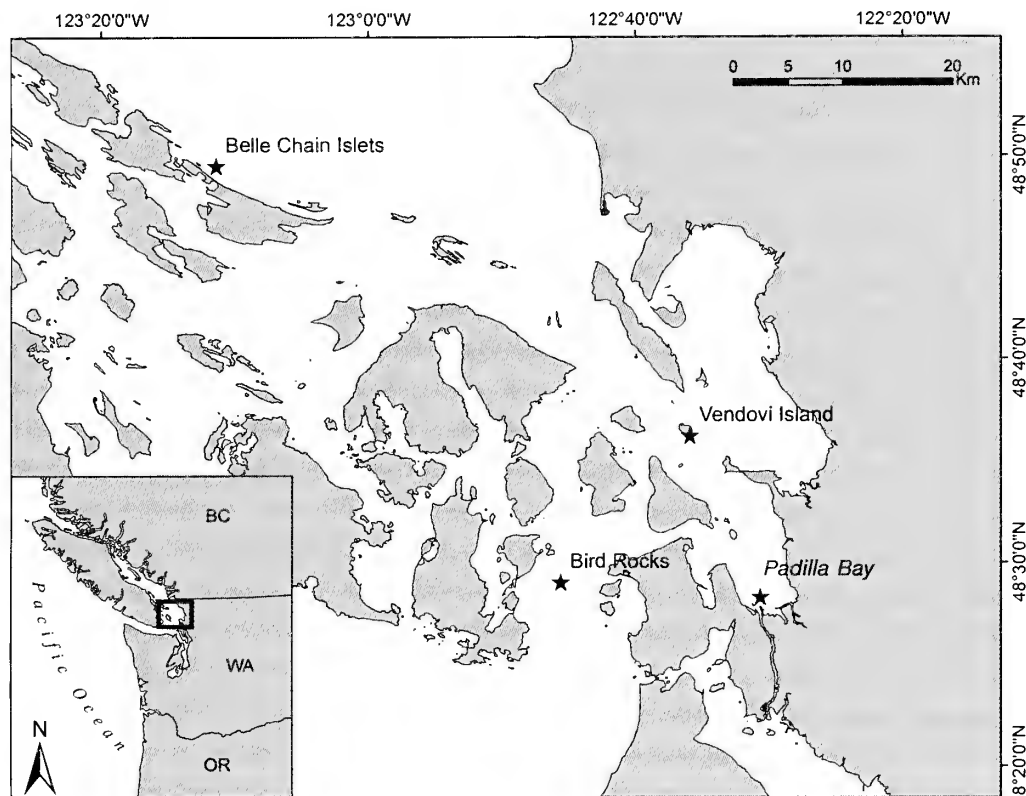 123°20'0"W
123°0'0"W
122°40'0"W
122°20'0"W
0 5 10 20
Km
48°50'0"N
Belle Chain Islets
48°40'0"N
Vendovi Island
BC
Bird Rocks
Padilla Bay
48°30'0"N
Pacific Ocean
WA
N
OR
8°20'0"N